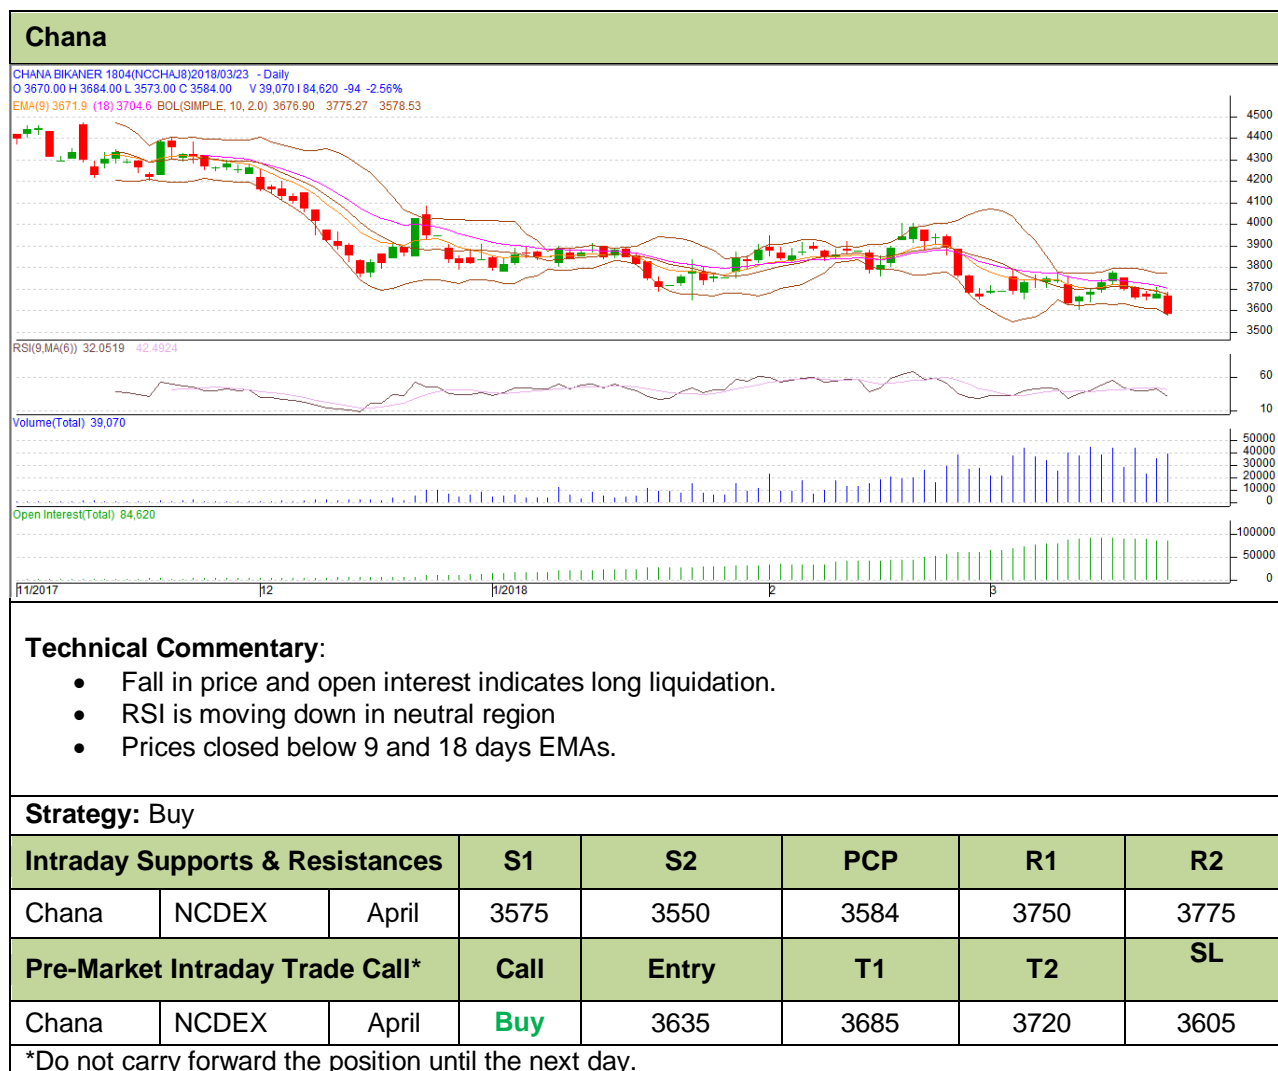 Chana
CHANA BIKANER 1804(NCCHAJ8)2018/03/23 - Daily
O 3670.00 H 3684.00 L 3573.00 C 3584.00 V 39,070 I 84,620 -94 -2.56%
EMA(9) 3671.9 (18) 3704.6 BOL(SIMPLE, 10, 2.0) 3676.90 3775.27 3578.53
4500
4400
4300
4200
4100
4000
3900
3800
3700
3600
3500
RSI(9,MA(6)) 32.0519 42.4924
60
10
Volume(Total) 39,070
50000
40000
30000
20000
10000
0
Open Interest(Total) 84,620
100000
50000
0
11/2017 12 1/2018 2 3
Technical Commentary:
• Fall in price and open interest indicates long liquidation.
• RSI is moving down in neutral region
• Prices closed below 9 and 18 days EMAs.
Strategy: Buy
Intraday Supports & Resistances S1 S2 PCP R1 R2
Chana NCDEX April 3575 3550 3584 3750 3775
Pre-Market Intraday Trade Call* Call Entry T1 T2 SL
Chana NCDEX April Buy 3635 3685 3720 3605
*Do not carry forward the position until the next day.